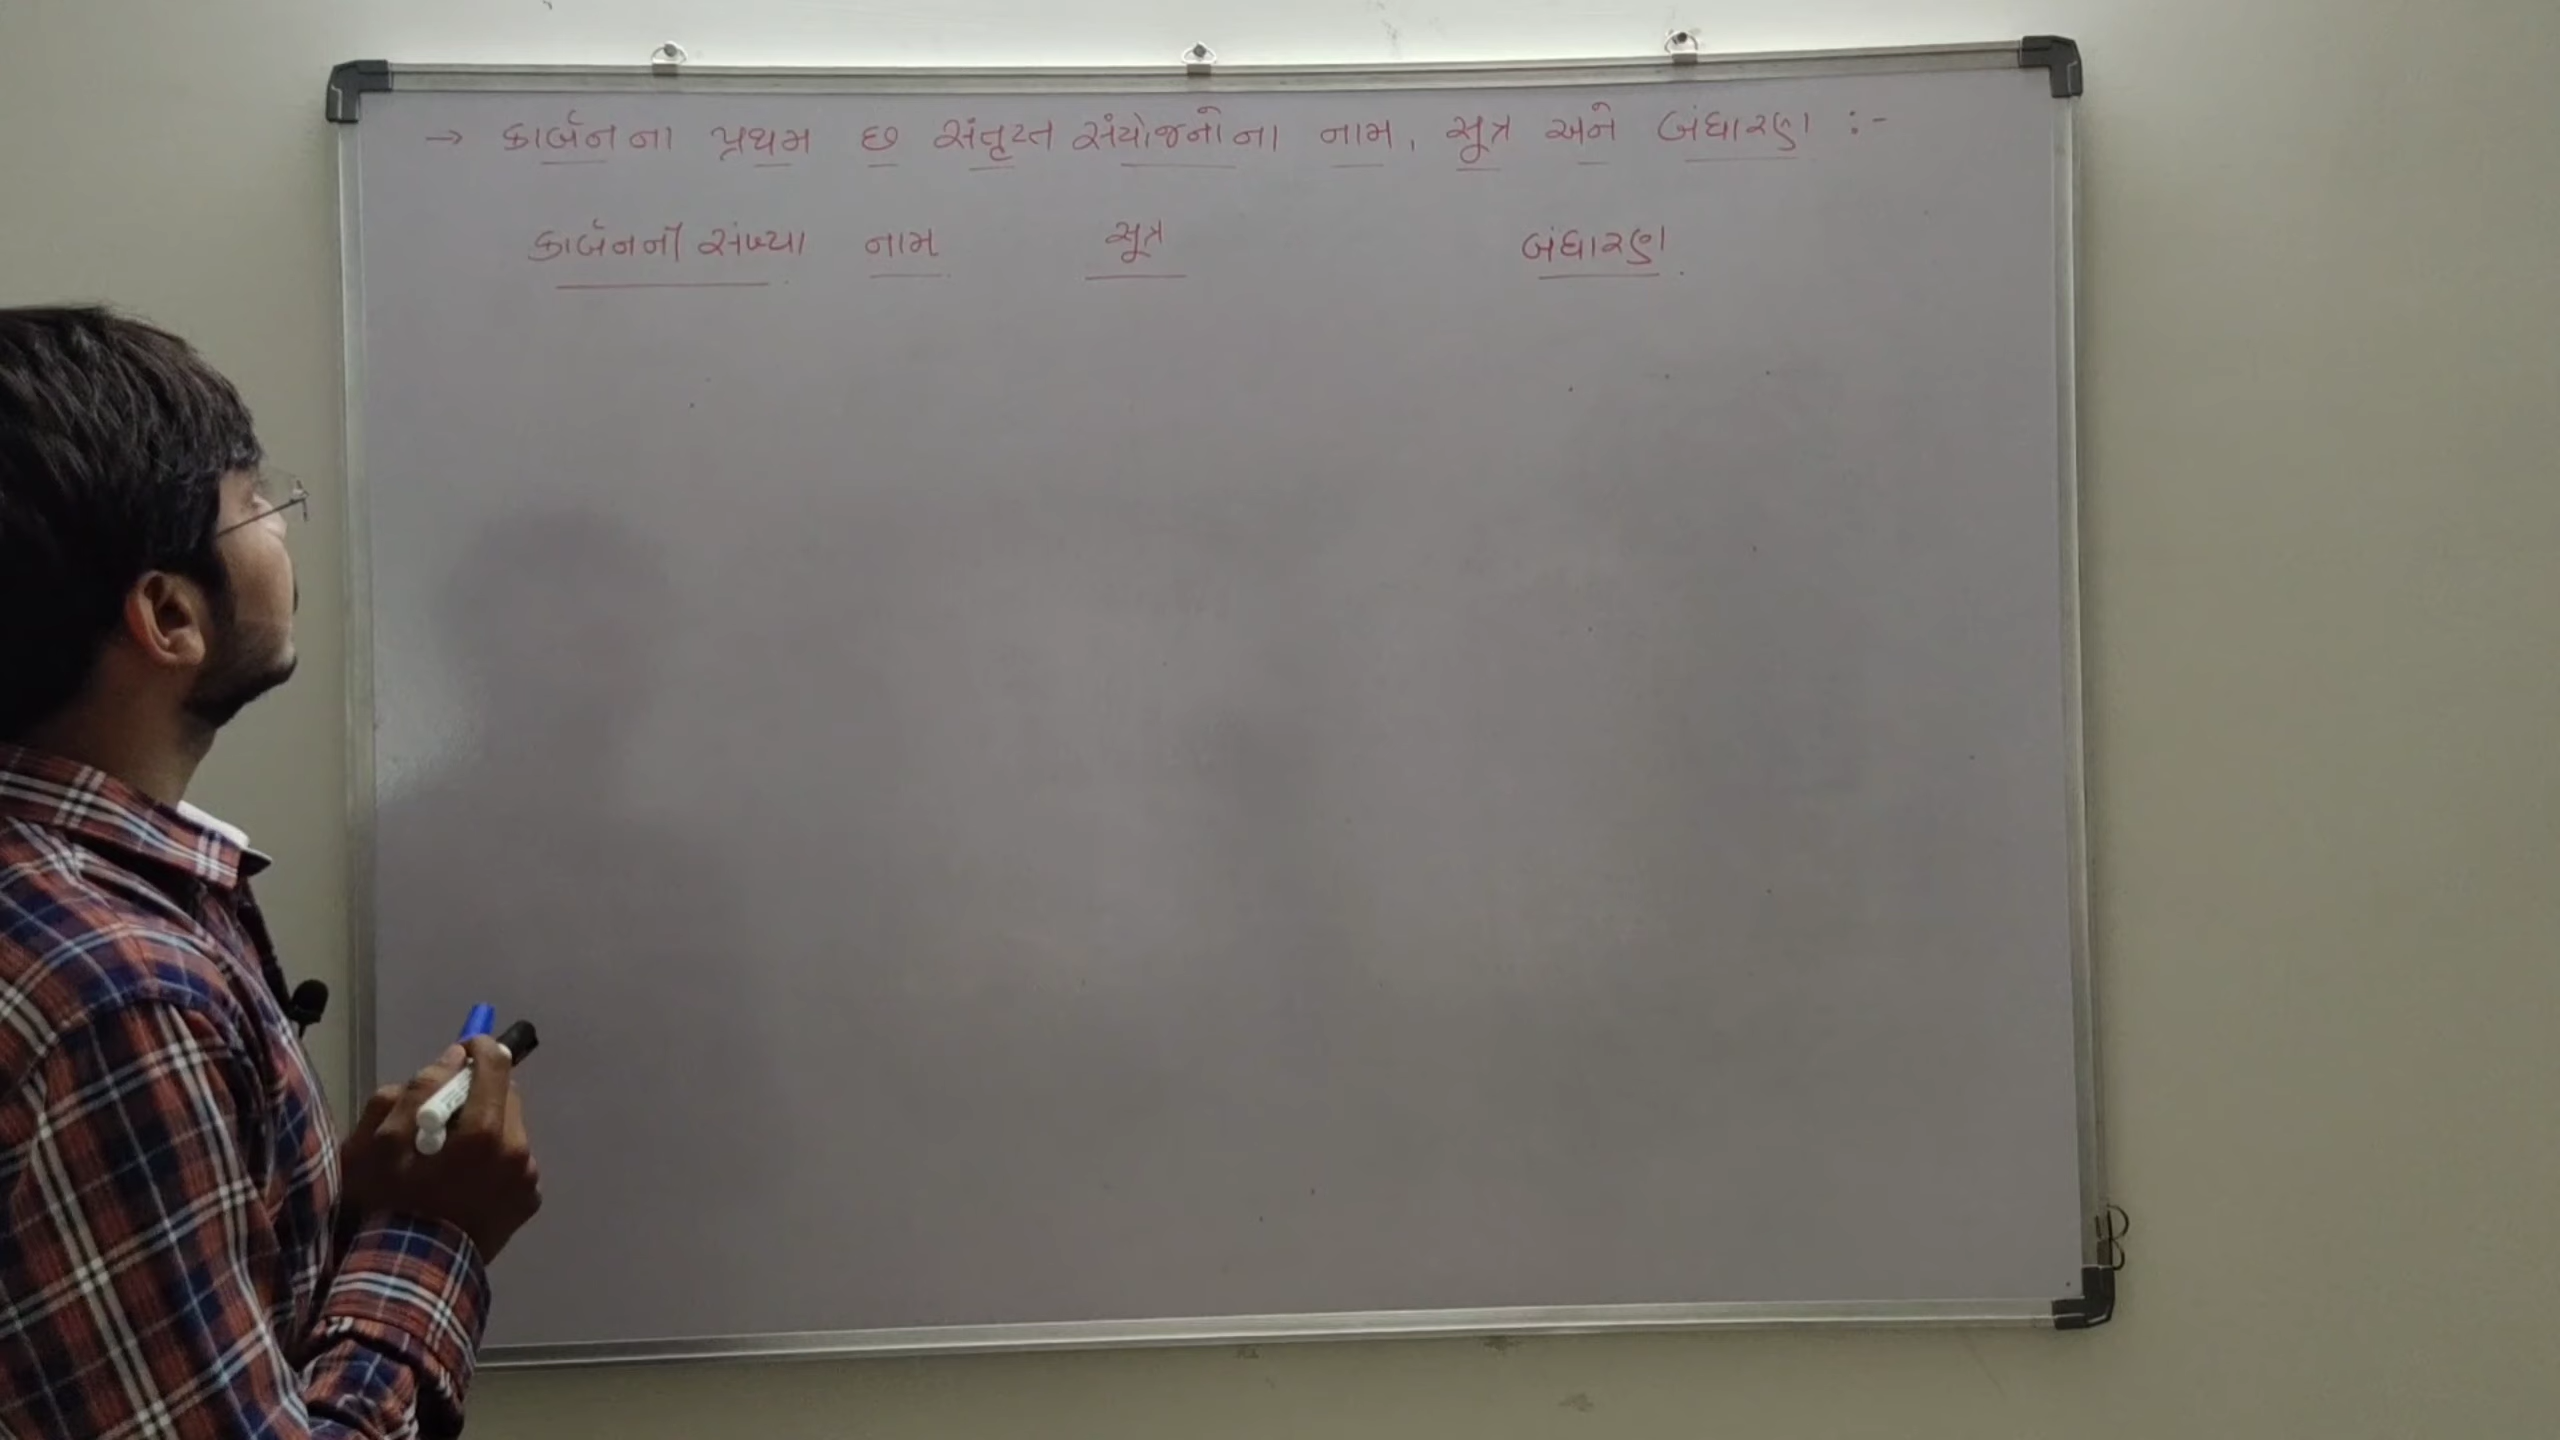 → કાર્બનના પ્રથમ છ સંતૃપ્ત સંયોજનોના નામ, સૂત્ર અને બંધારણ :-
કાર્બનની સંખ્યા નામ સૂત્ર બંધારણ